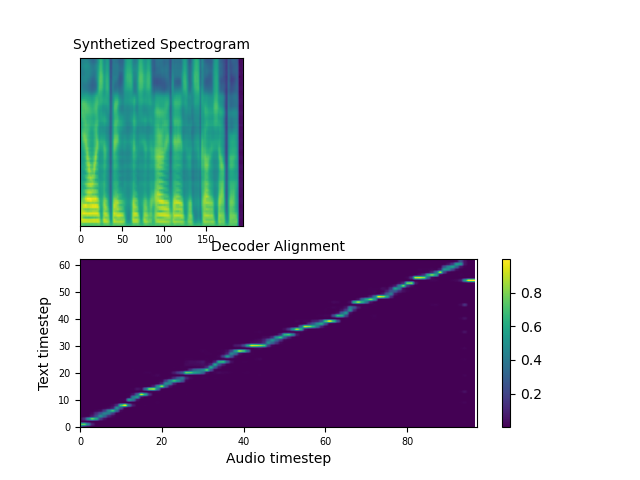 Synthetized Spectrogram
0 50 100 150
Decoder Alignment
60
50
40
30
20
10
0
Text timestep
0 20 40 60 80
Audio timestep
0.8
0.6
0.4
0.2